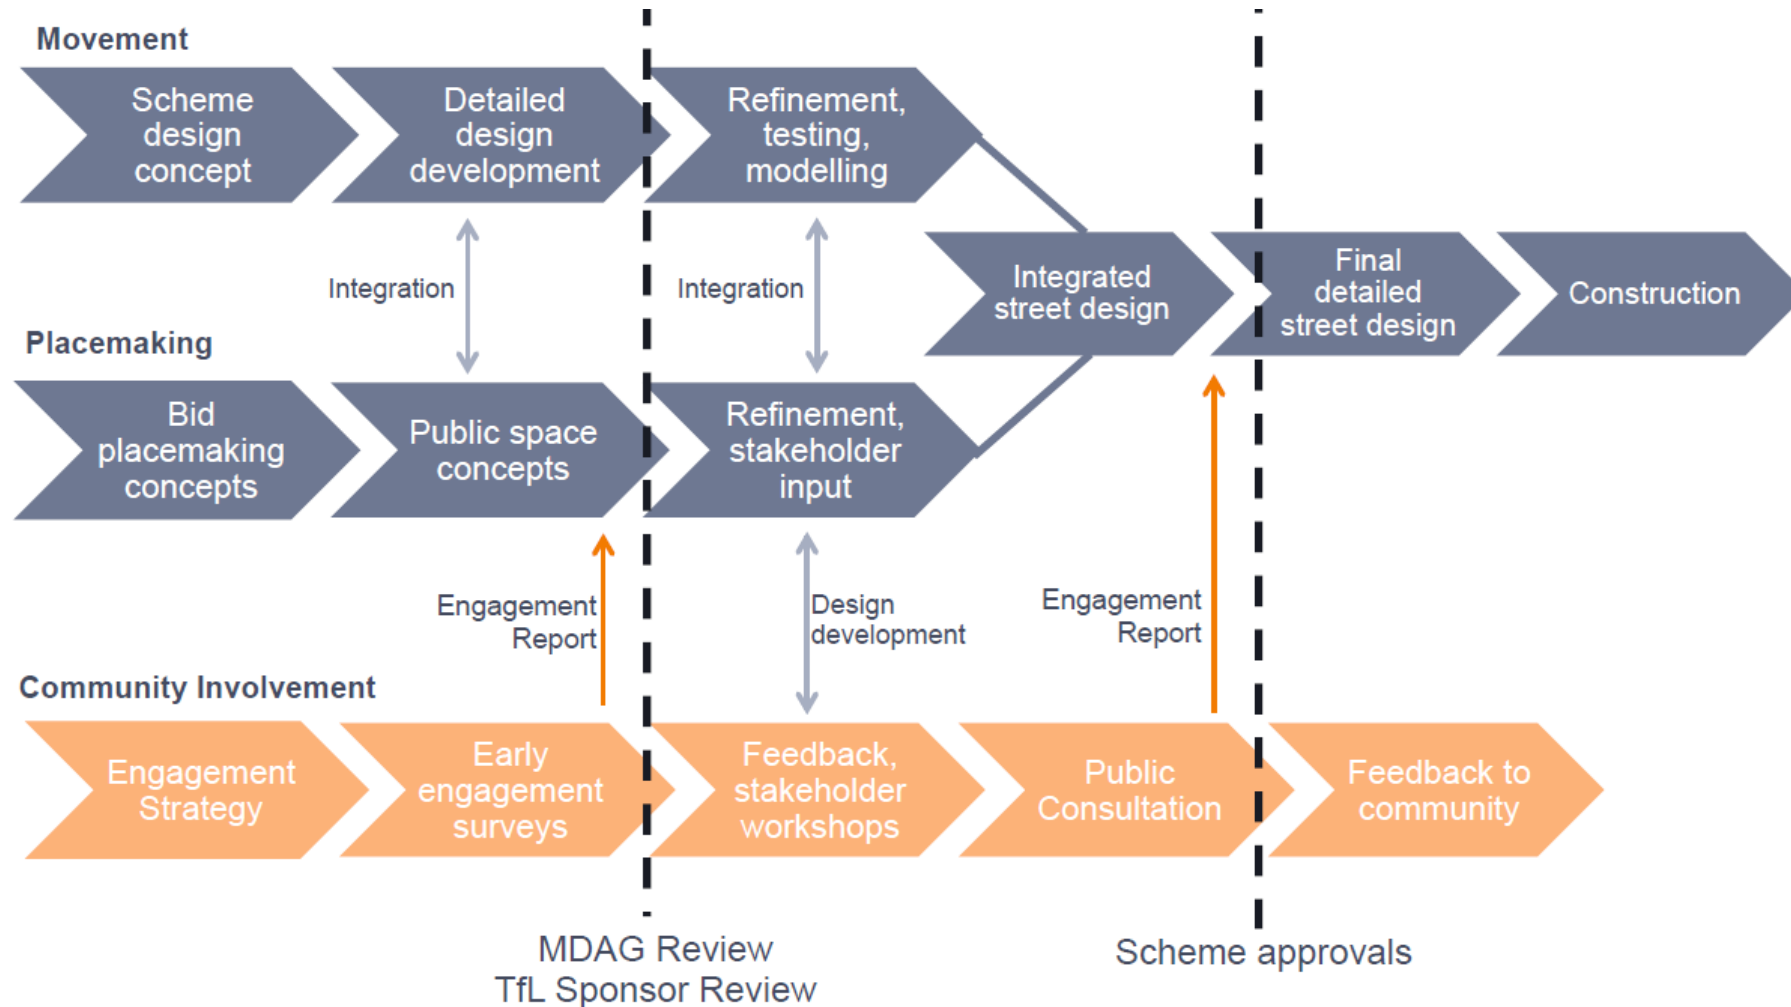 Movement
Scheme
design
concept
Detailed
design
development
Refinement,
testing,
modelling
Integration
Integration
Integrated
street design
Final
detailed
street design
Construction
Placemaking
Bid
placemaking
concepts
Public space
concepts
Refinement,
stakeholder
input
Engagement
Report
Design
development
Engagement
Report
Community Involvement
Engagement
Strategy
Early
engagement
surveys
Feedback,
stakeholder
workshops
Public
Consultation
Feedback to
community
MDAG Review
TfL Sponsor Review
Scheme approvals